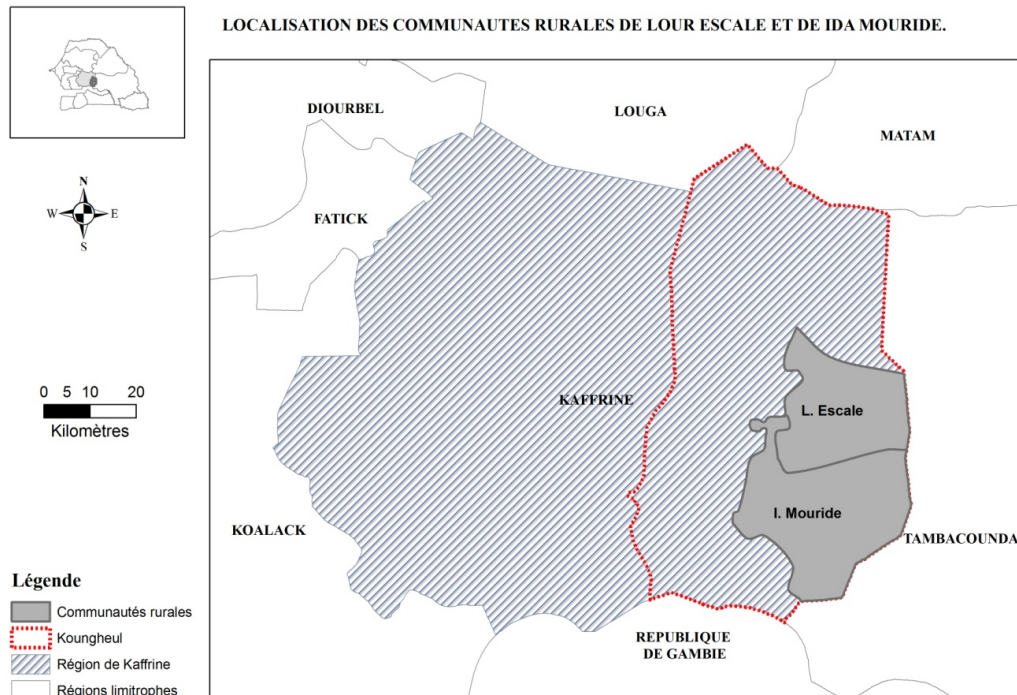 LOCALISATION DES COMMUNAUTES RURALES DE LOUR ESCALE ET DE IDA MOURIDE.
DIOURBEL
LOUGA
MATAM
N
W E
S
FATICK
0 5 10 20
Kilomètres
KAFFRINE
L. Escale
I. Mouride
KOALACK
TAMBACOUNDA
REPUBLIQUE
DE GAMBIE
Légende
Communautés rurales
Koungheul
Région de Kaffrine
Régions limitrophes